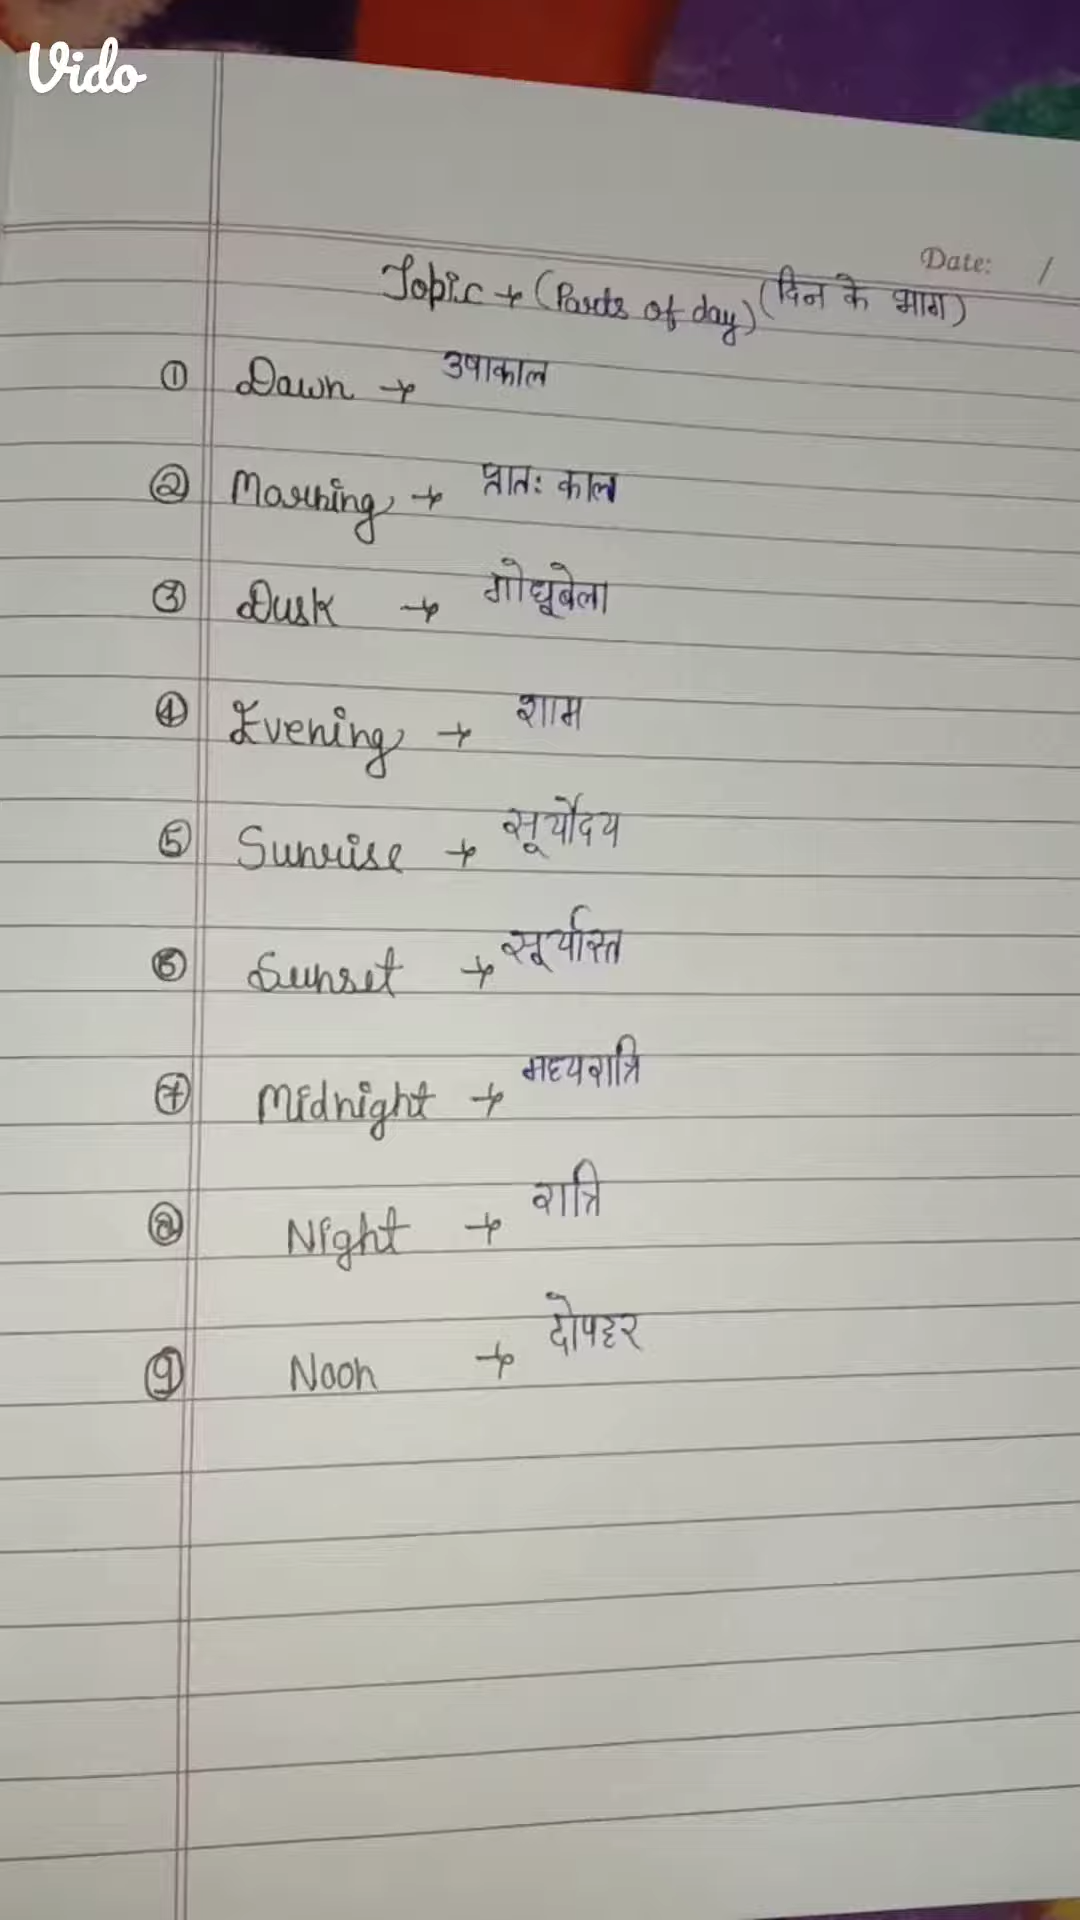 Vido
Date: /
Topic → (Parts of day) (दिन के भाग)
① Dawn → उषाकाल
② Morning → प्रातः काल
③ Dusk → गोधूबेला
④ Evening → शाम
⑤ Sunrise → सूर्योदय
⑥ Sunset → सूर्यास्त
⑦ Midnight → मध्यरात्रि
⑧ Night → रात्रि
⑨ Noon → दोपहर